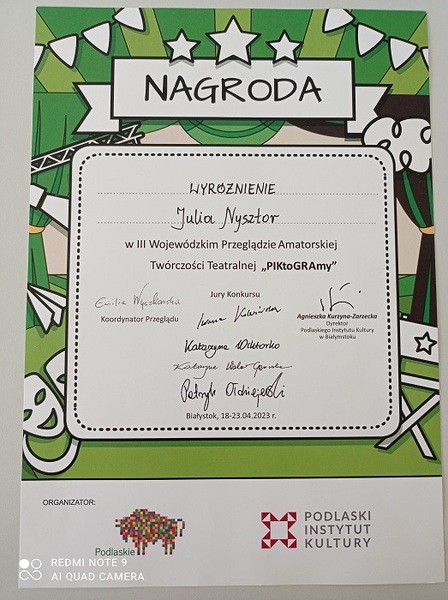 NAGRODA
WYRÓŻNIENIE
Julia Nysztor
w III Wojewódzkim Przeglądzie Amatorskiej
Twórczości Teatralnej „PIKtoGRAmy”
Jury Konkursu
Emilia
Koordynator Przeglądu
Agnieszka Kurzyna-Zarzecka
Dyrektor
Podlaskiego Instytutu Kultury
w Białymstoku
Katarzyna Wiktorko
Patryk
Białystok, 18-23.04.2023 r.
ORGANIZATOR:
Podlaskie
PODLASKI
INSTYTUT
KULTURY
REDMI NOTE 9
AI QUAD CAMERA